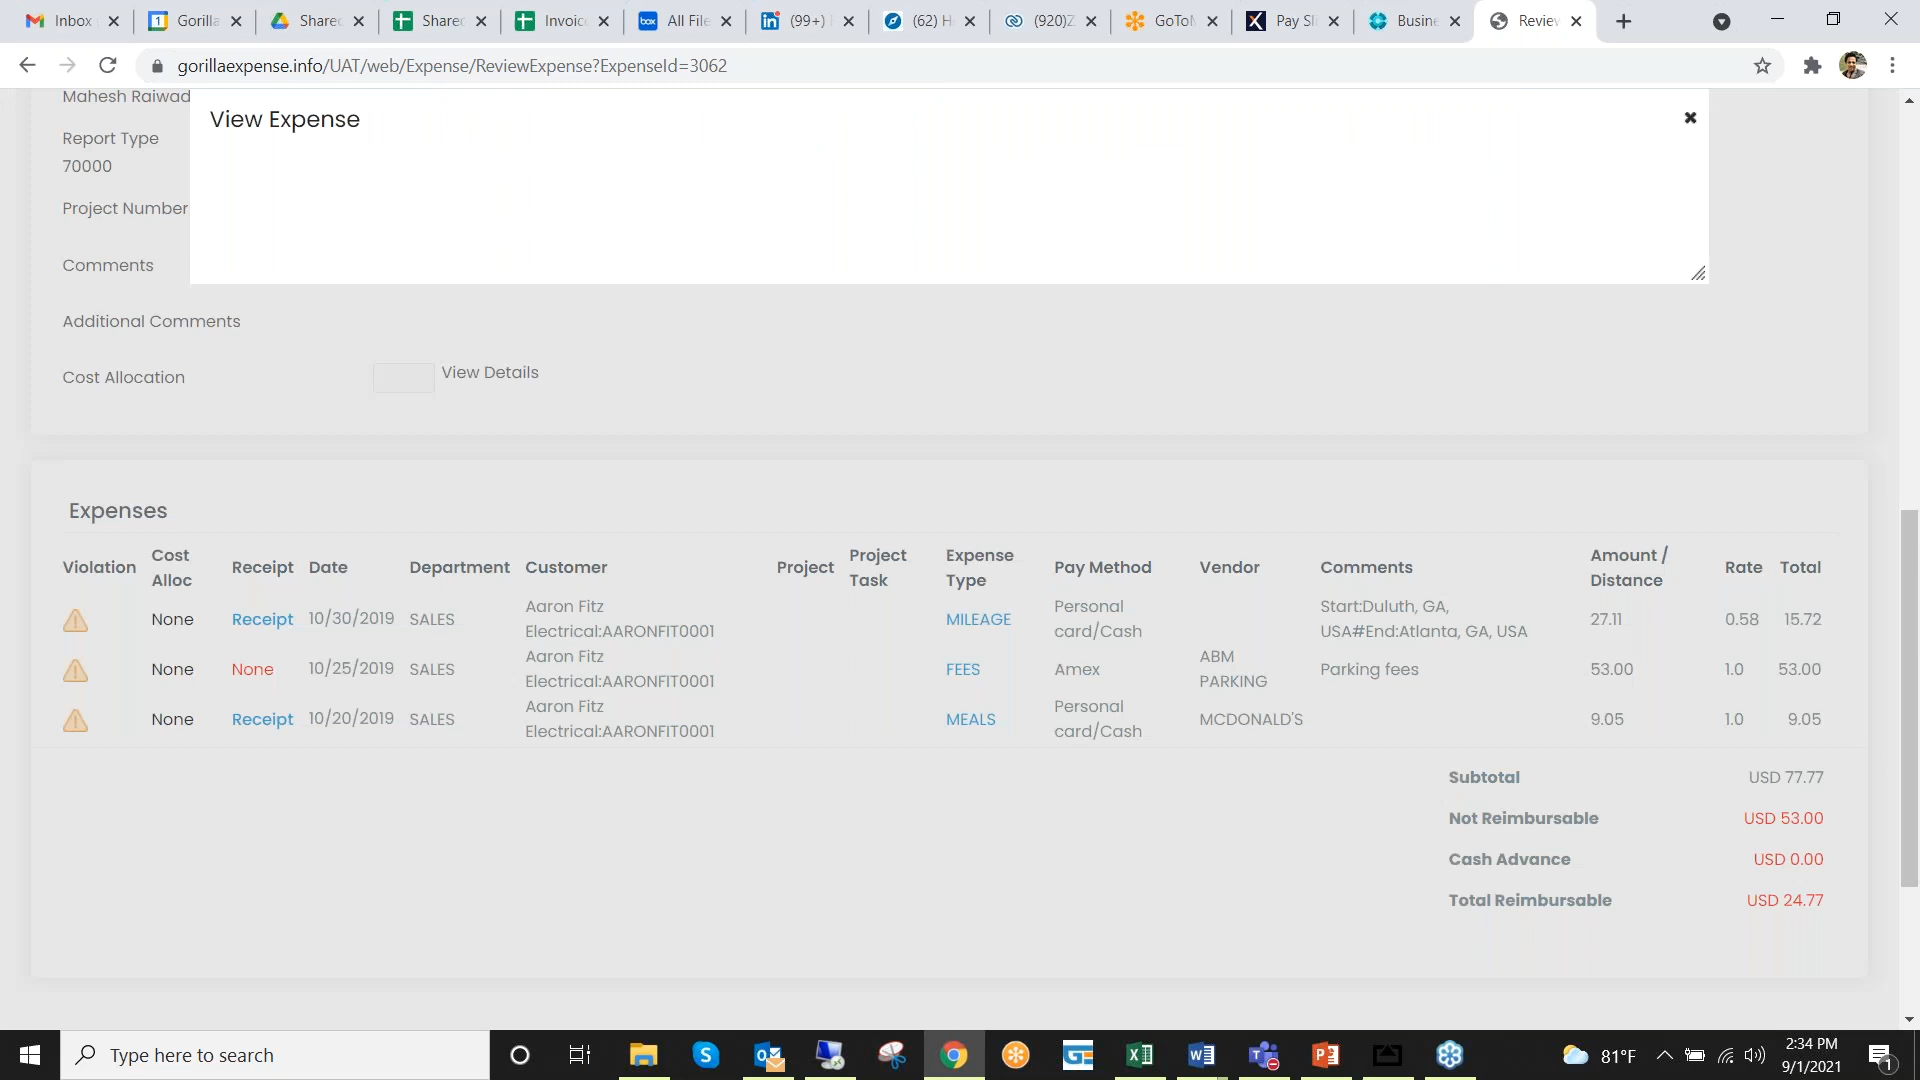 Inbox
Gorilla
Shared
Shared
Invoic
box All File
in (99+)
(62) H
(920)Z
GoToM
Pay Sli
Busine
Review
gorillaexpense.info/UAT/web/Expense/ReviewExpense?ExpenseId=3062
Mahesh Raiwad
View Expense
Report Type
70000
Project Number
Comments
Additional Comments
Cost Allocation View Details
Expenses
Violation Cost Alloc Receipt Date Department Customer Project Project Task Expense Type Pay Method Vendor Comments Amount / Distance Rate Total
None Receipt 10/30/2019 SALES Aaron Fitz Electrical:AARONFIT0001 MILEAGE Personal card/Cash Start:Duluth, GA, USA#End:Atlanta, GA, USA 27.11 0.58 15.72
None None 10/25/2019 SALES Aaron Fitz Electrical:AARONFIT0001 FEES Amex ABM PARKING Parking fees 53.00 1.0 53.00
None Receipt 10/20/2019 SALES Aaron Fitz Electrical:AARONFIT0001 MEALS Personal card/Cash MCDONALD'S 9.05 1.0 9.05
Subtotal USD 77.77
Not Reimbursable USD 53.00
Cash Advance USD 0.00
Total Reimbursable USD 24.77
Type here to search
81°F
2:34 PM
9/1/2021
1